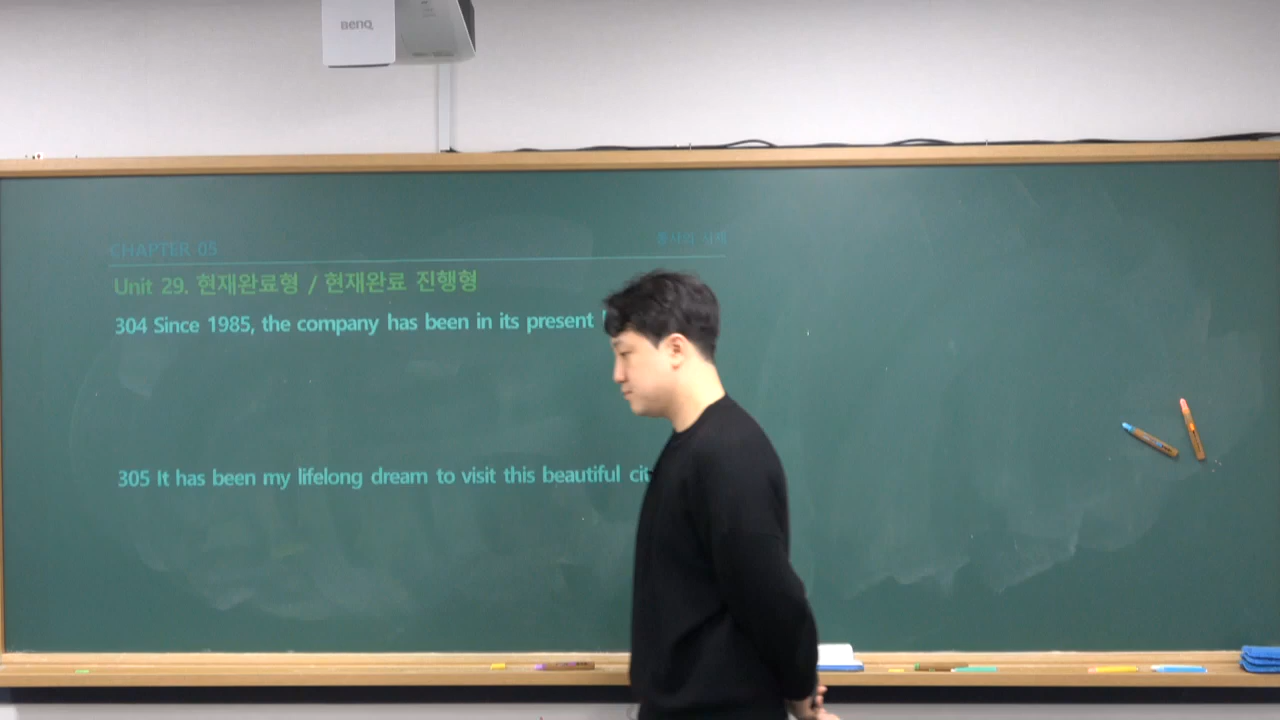 BenQ
CHAPTER 05
동사의 시제
Unit 29. 현재완료형 / 현재완료 진행형
304 Since 1985, the company has been in its present
305 It has been my lifelong dream to visit this beautiful